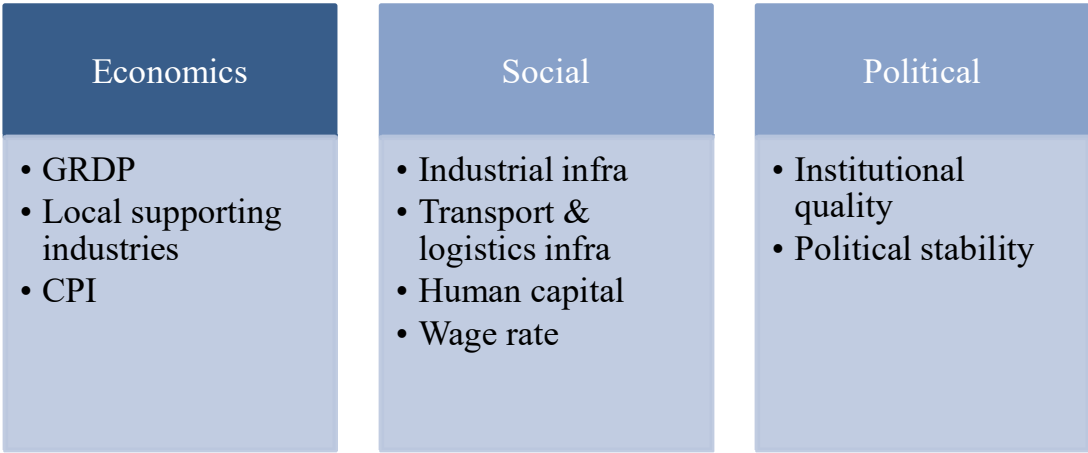 Economics
• GRDP
• Local supporting
industries
• CPI
Social
• Industrial infra
• Transport &
logistics infra
• Human capital
• Wage rate
Political
• Institutional
quality
• Political stability